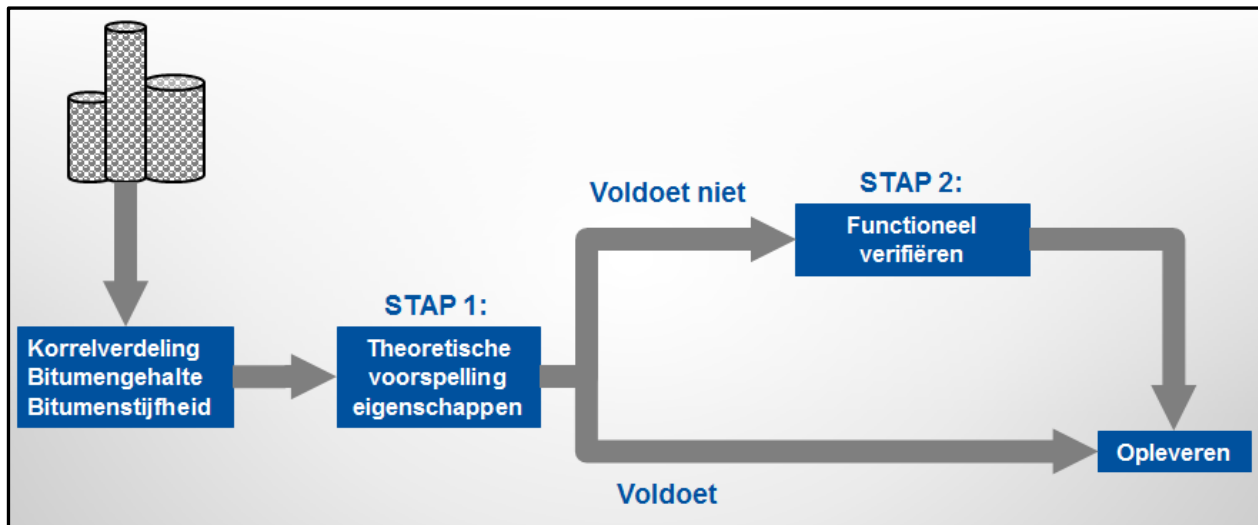 Korrelverdeling
Bitumengehalte
Bitumenstijfheid
STAP 1:
Theoretische
voorspelling
eigenschappen
Voldoet niet
STAP 2:
Functioneel
verifiëren
Voldoet
Opleveren